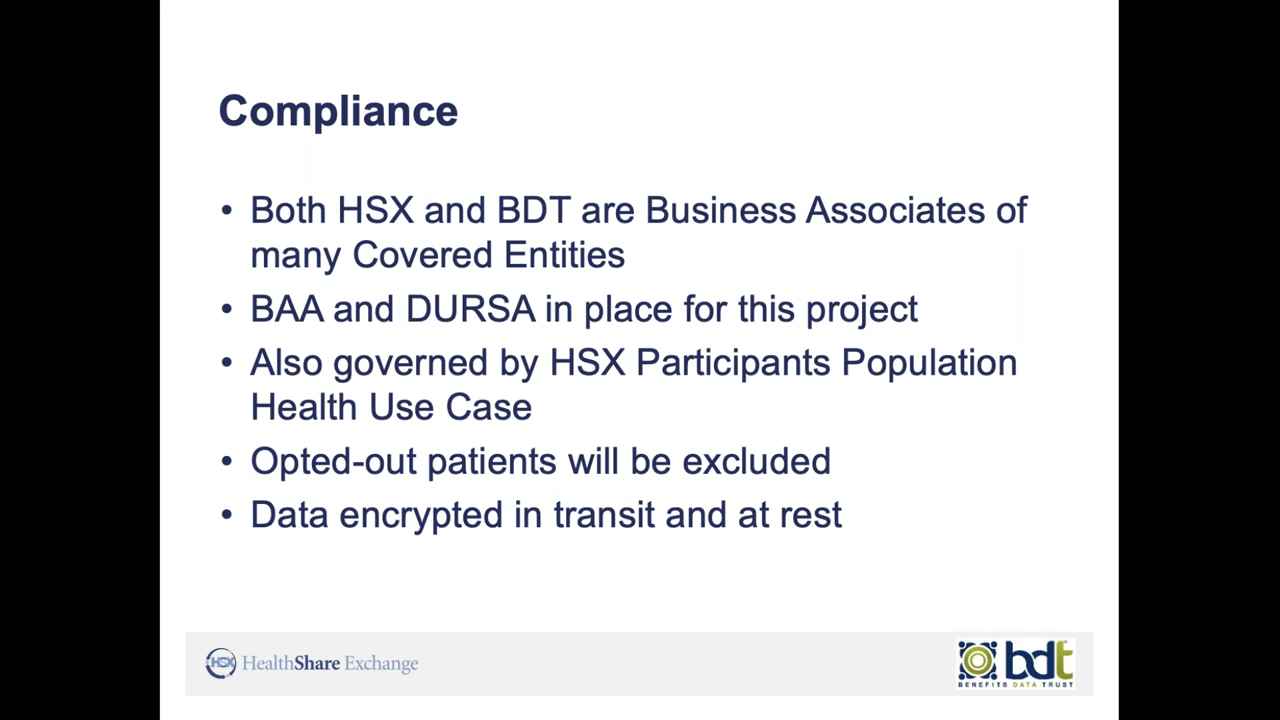 Compliance
• Both HSX and BDT are Business Associates of
many Covered Entities
• BAA and DURSA in place for this project
• Also governed by HSX Participants Population
Health Use Case
• Opted-out patients will be excluded
• Data encrypted in transit and at rest
HSX HealthShare Exchange
bdt
BENEFITS DATA TRUST